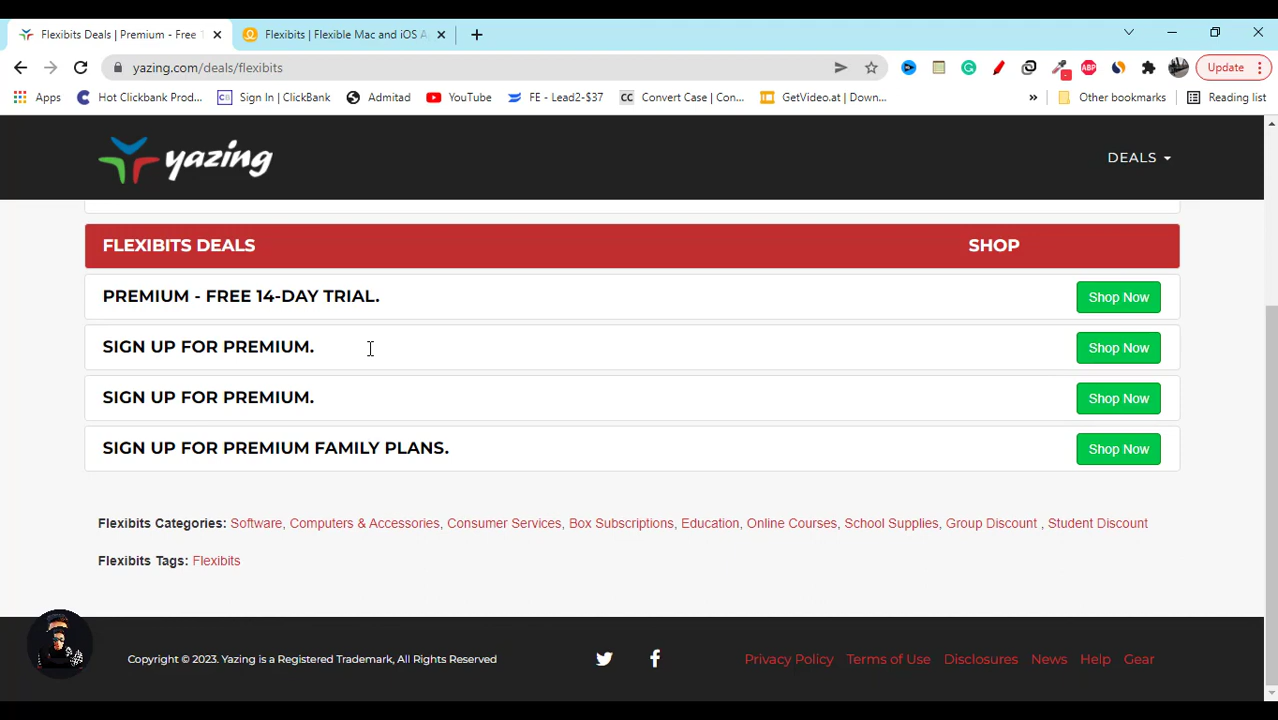 Flexibits Deals | Premium - Free
Flexibits | Flexible Mac and iOS A
yazing.com/deals/flexibits
ABP
Update
Apps
Hot Clickbank Prod...
Sign In | ClickBank
Admitad
YouTube
FE - Lead2-$37
CC Convert Case | Con...
GetVideo.at | Down...
»
Other bookmarks
Reading list
yazing
DEALS
FLEXIBITS DEALS SHOP
PREMIUM - FREE 14-DAY TRIAL. Shop Now
SIGN UP FOR PREMIUM. Shop Now
SIGN UP FOR PREMIUM. Shop Now
SIGN UP FOR PREMIUM FAMILY PLANS. Shop Now
Flexibits Categories: Software, Computers & Accessories, Consumer Services, Box Subscriptions, Education, Online Courses, School Supplies, Group Discount , Student Discount
Flexibits Tags: Flexibits
Copyright © 2023. Yazing is a Registered Trademark, All Rights Reserved
Privacy Policy Terms of Use Disclosures News Help Gear